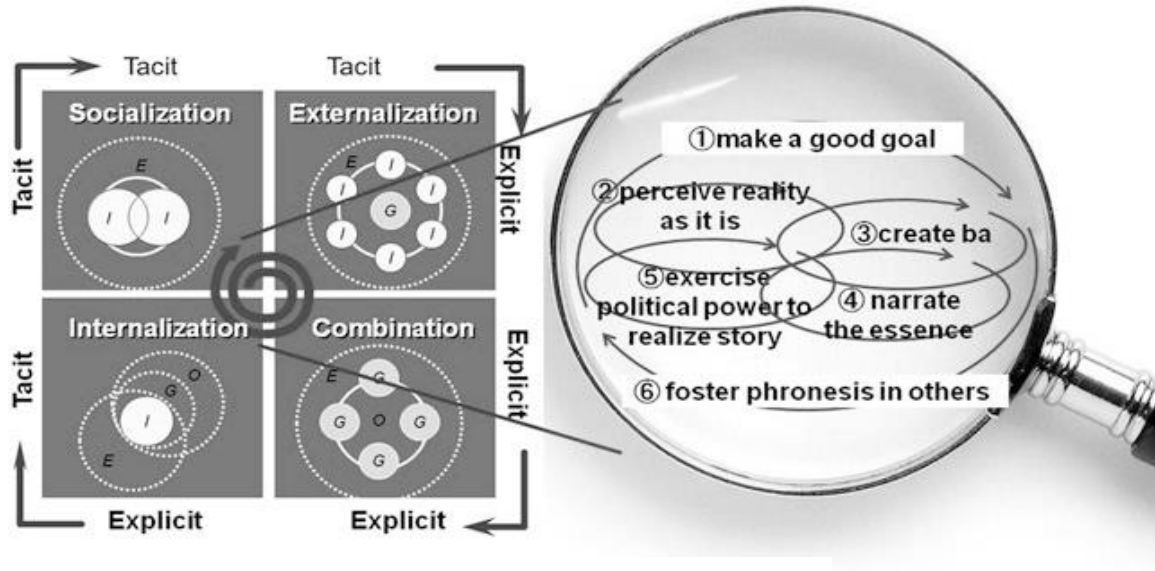 Tacit
Tacit
Tacit
Socialization
E
I
I
Externalization
E
I
I
I
I
I
I
G
Explicit
Tacit
Internalization
O
G
I
E
Explicit
Combination
E
G
G
O
G
G
Explicit
Explicit
①make a good goal
②perceive reality
as it is
③create ba
④ narrate
the essence
⑤exercise
political power to
realize story
⑥ foster phronesis in others